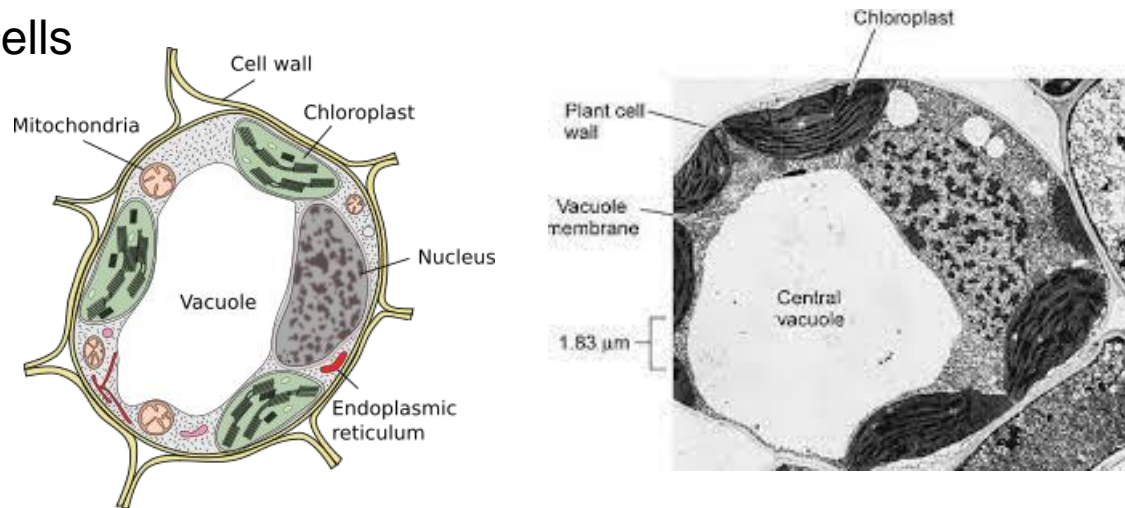 ells
Cell wall
Chloroplast
Mitochondria
Nucleus
Vacuole
Endoplasmic
reticulum
Chloroplast
Plant cell
wall
Vacuole
membrane
Central
vacuole
1.83 μm